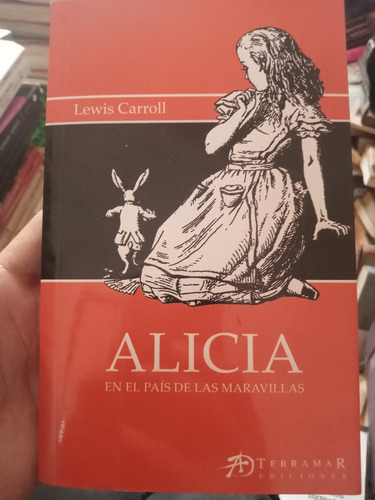 Lewis Carroll
ALICIA
EN EL PAÍS DE LAS MARAVILLAS
TERRAMAR
EDICIONES